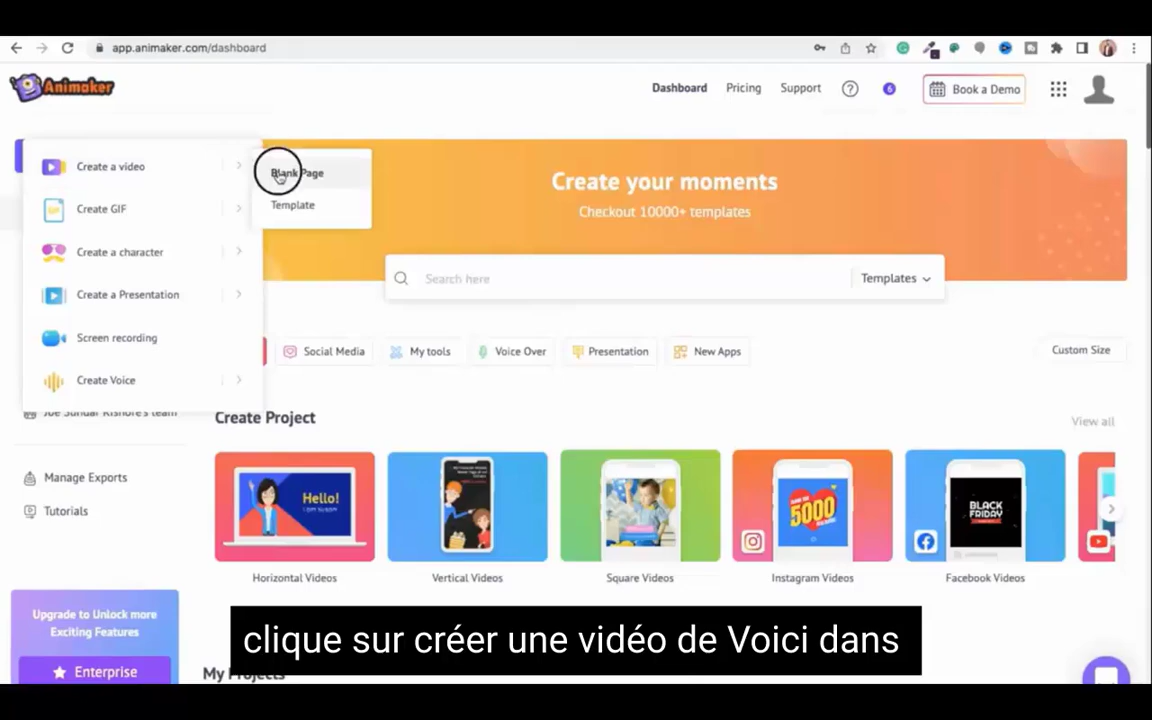 app.animaker.com/dashboard
Animaker
Dashboard
Pricing
Support
6
Book a Demo
Create a video
Blank Page
Template
Create GIF
Create a character
Create a Presentation
Screen recording
Create Voice
Create your moments
Checkout 10000+ templates
Search here
Templates
Social Media
My tools
Voice Over
Presentation
New Apps
Custom Size
Joe Sundar Kishore's team
Manage Exports
Tutorials
Create Project
View all
Hello!
5000
BLACK
FRIDAY
Horizontal Videos
Vertical Videos
Square Videos
Instagram Videos
Facebook Videos
Upgrade to Unlock more
Exciting Features
Enterprise
My Projects
clique sur créer une vidéo de Voici dans